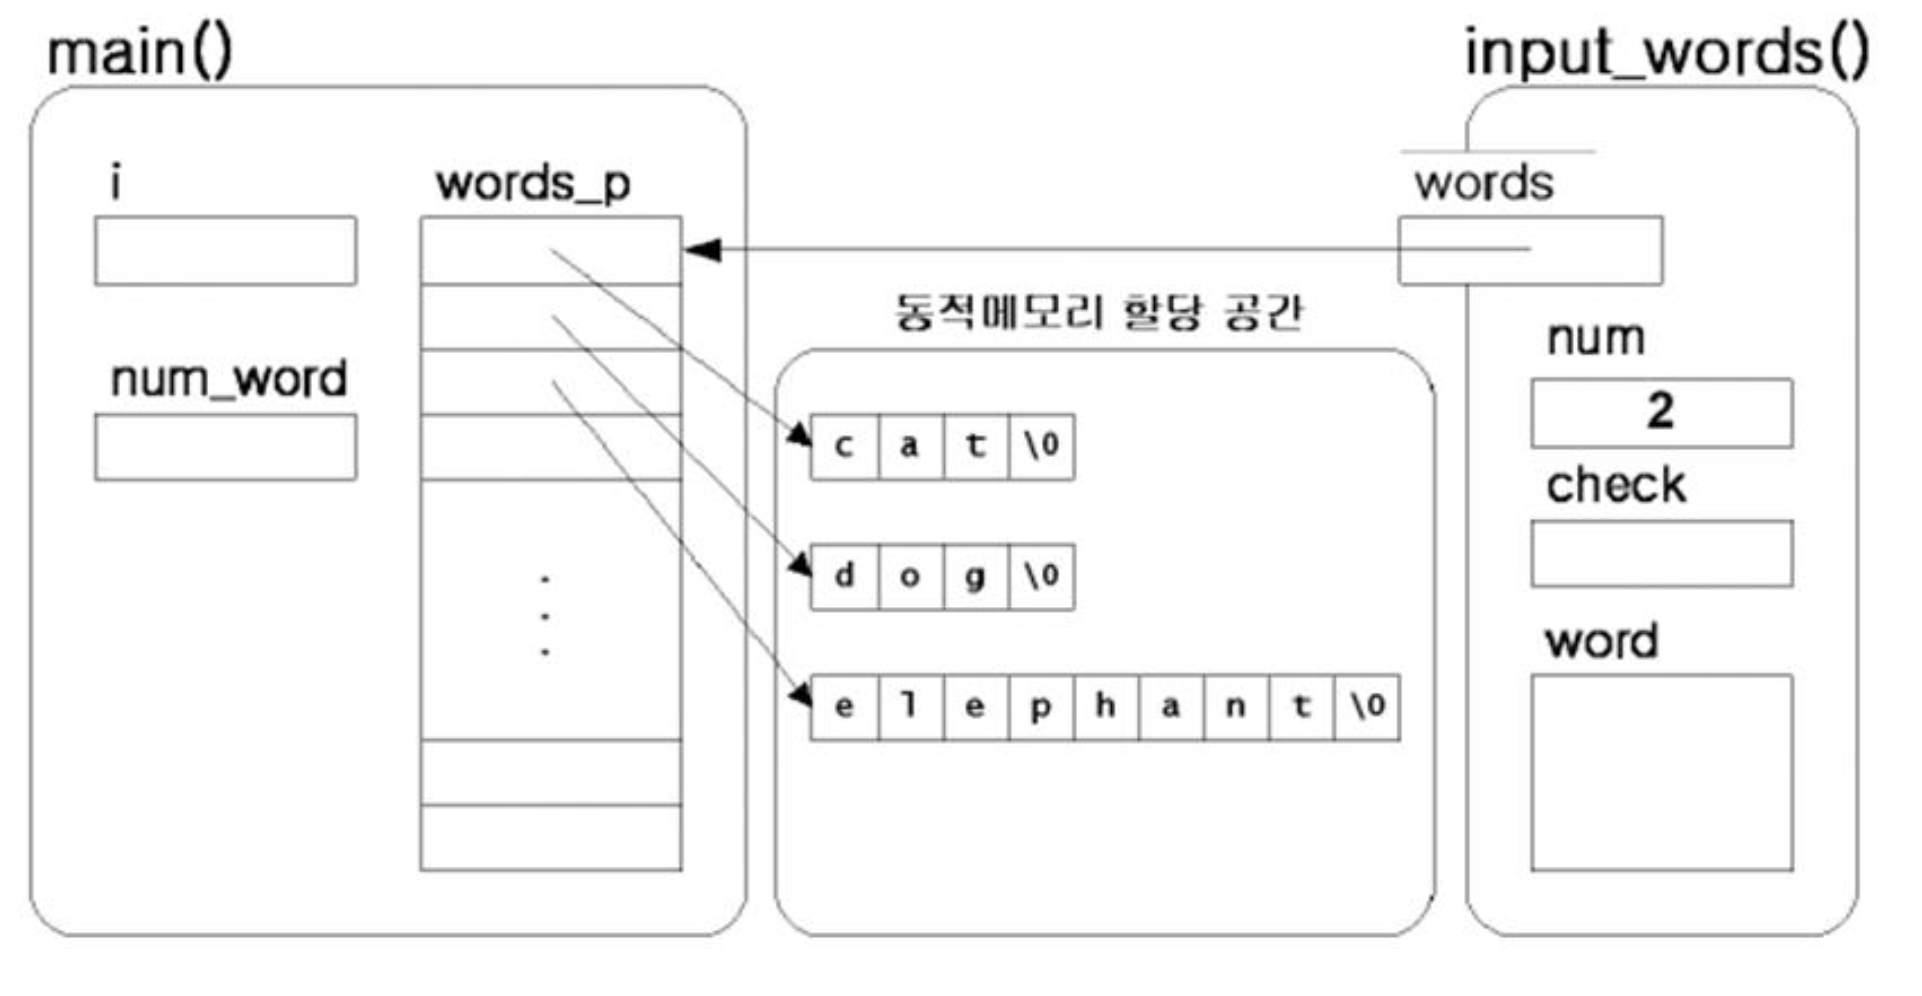 main()
input_words()
i
words_p
words
동적메모리 할당 공간
num
num_word
2
c a t \0
check
d o g \0
word
e l e p h a n t \0